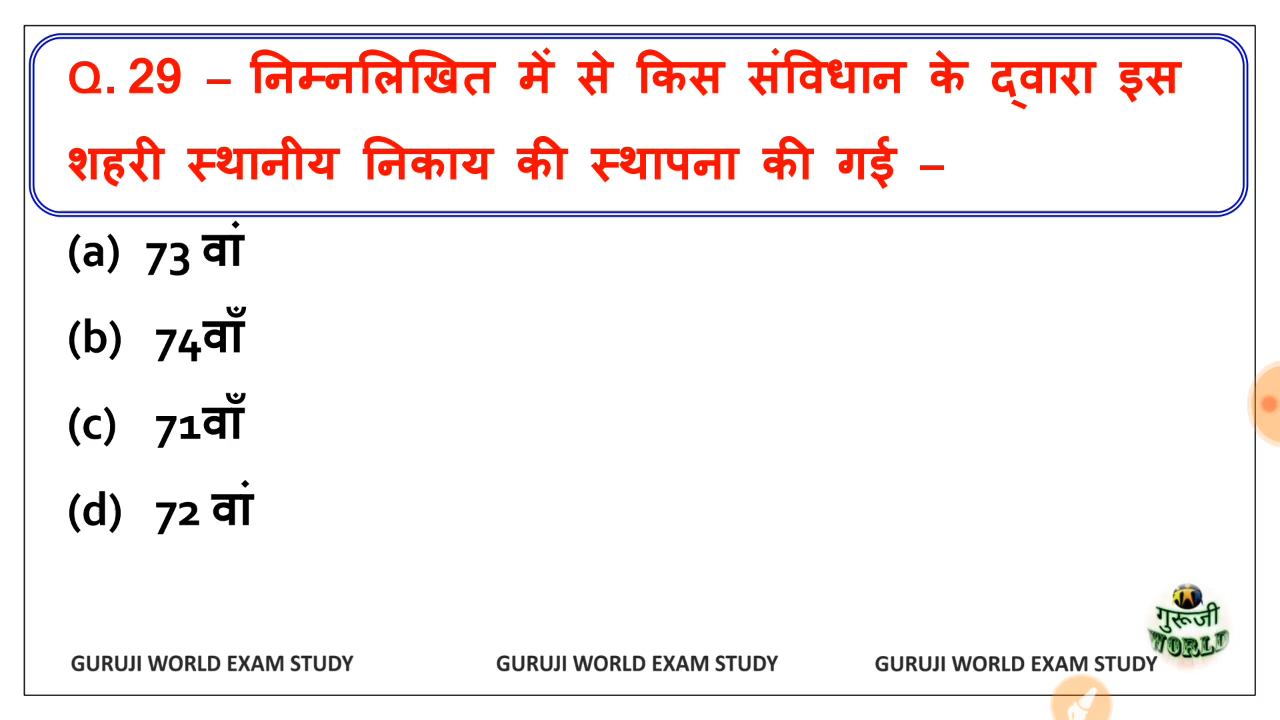 Q. 29 – निम्नलिखित में से किस संविधान के द्वारा इस
शहरी स्थानीय निकाय की स्थापना की गई –
(a) 73 वां
(b) 74वाँ
(c) 71वाँ
(d) 72 वां
गुरूजी
WORLD
GURUJI WORLD EXAM STUDY GURUJI WORLD EXAM STUDY GURUJI WORLD EXAM STUDY